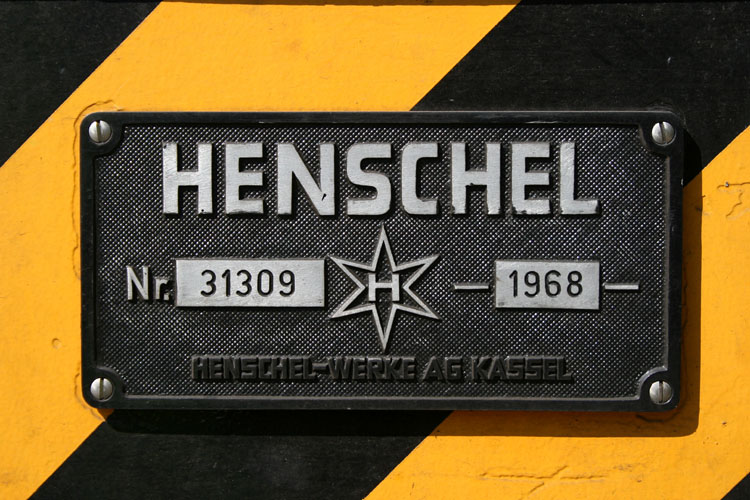 HENSCHEL
Nr. 31309 H — 1968 —
HENSCHEL-WERKE AG KASSEL